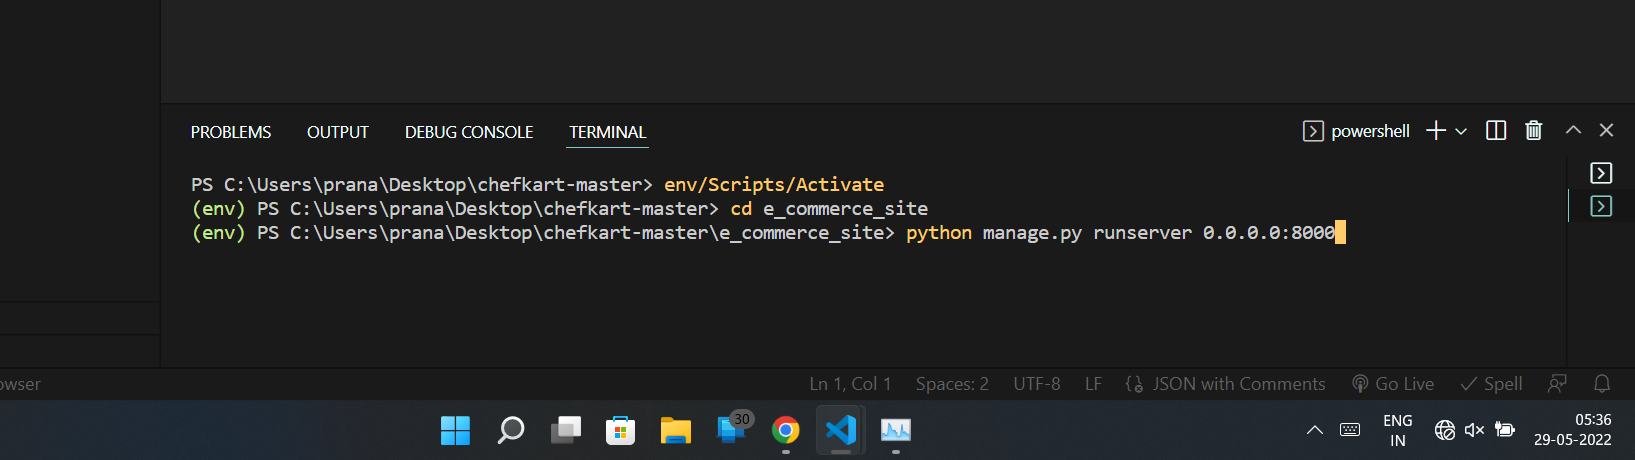 PROBLEMS OUTPUT DEBUG CONSOLE TERMINAL powershell
PS C:\Users\prana\Desktop\chefkart-master> env/Scripts/Activate
(env) PS C:\Users\prana\Desktop\chefkart-master> cd e_commerce_site
(env) PS C:\Users\prana\Desktop\chefkart-master\e_commerce_site> python manage.py runserver 0.0.0.0:8000
owser Ln 1, Col 1 Spaces: 2 UTF-8 LF JSON with Comments Go Live Spell
30
ENG
IN
05:36
29-05-2022